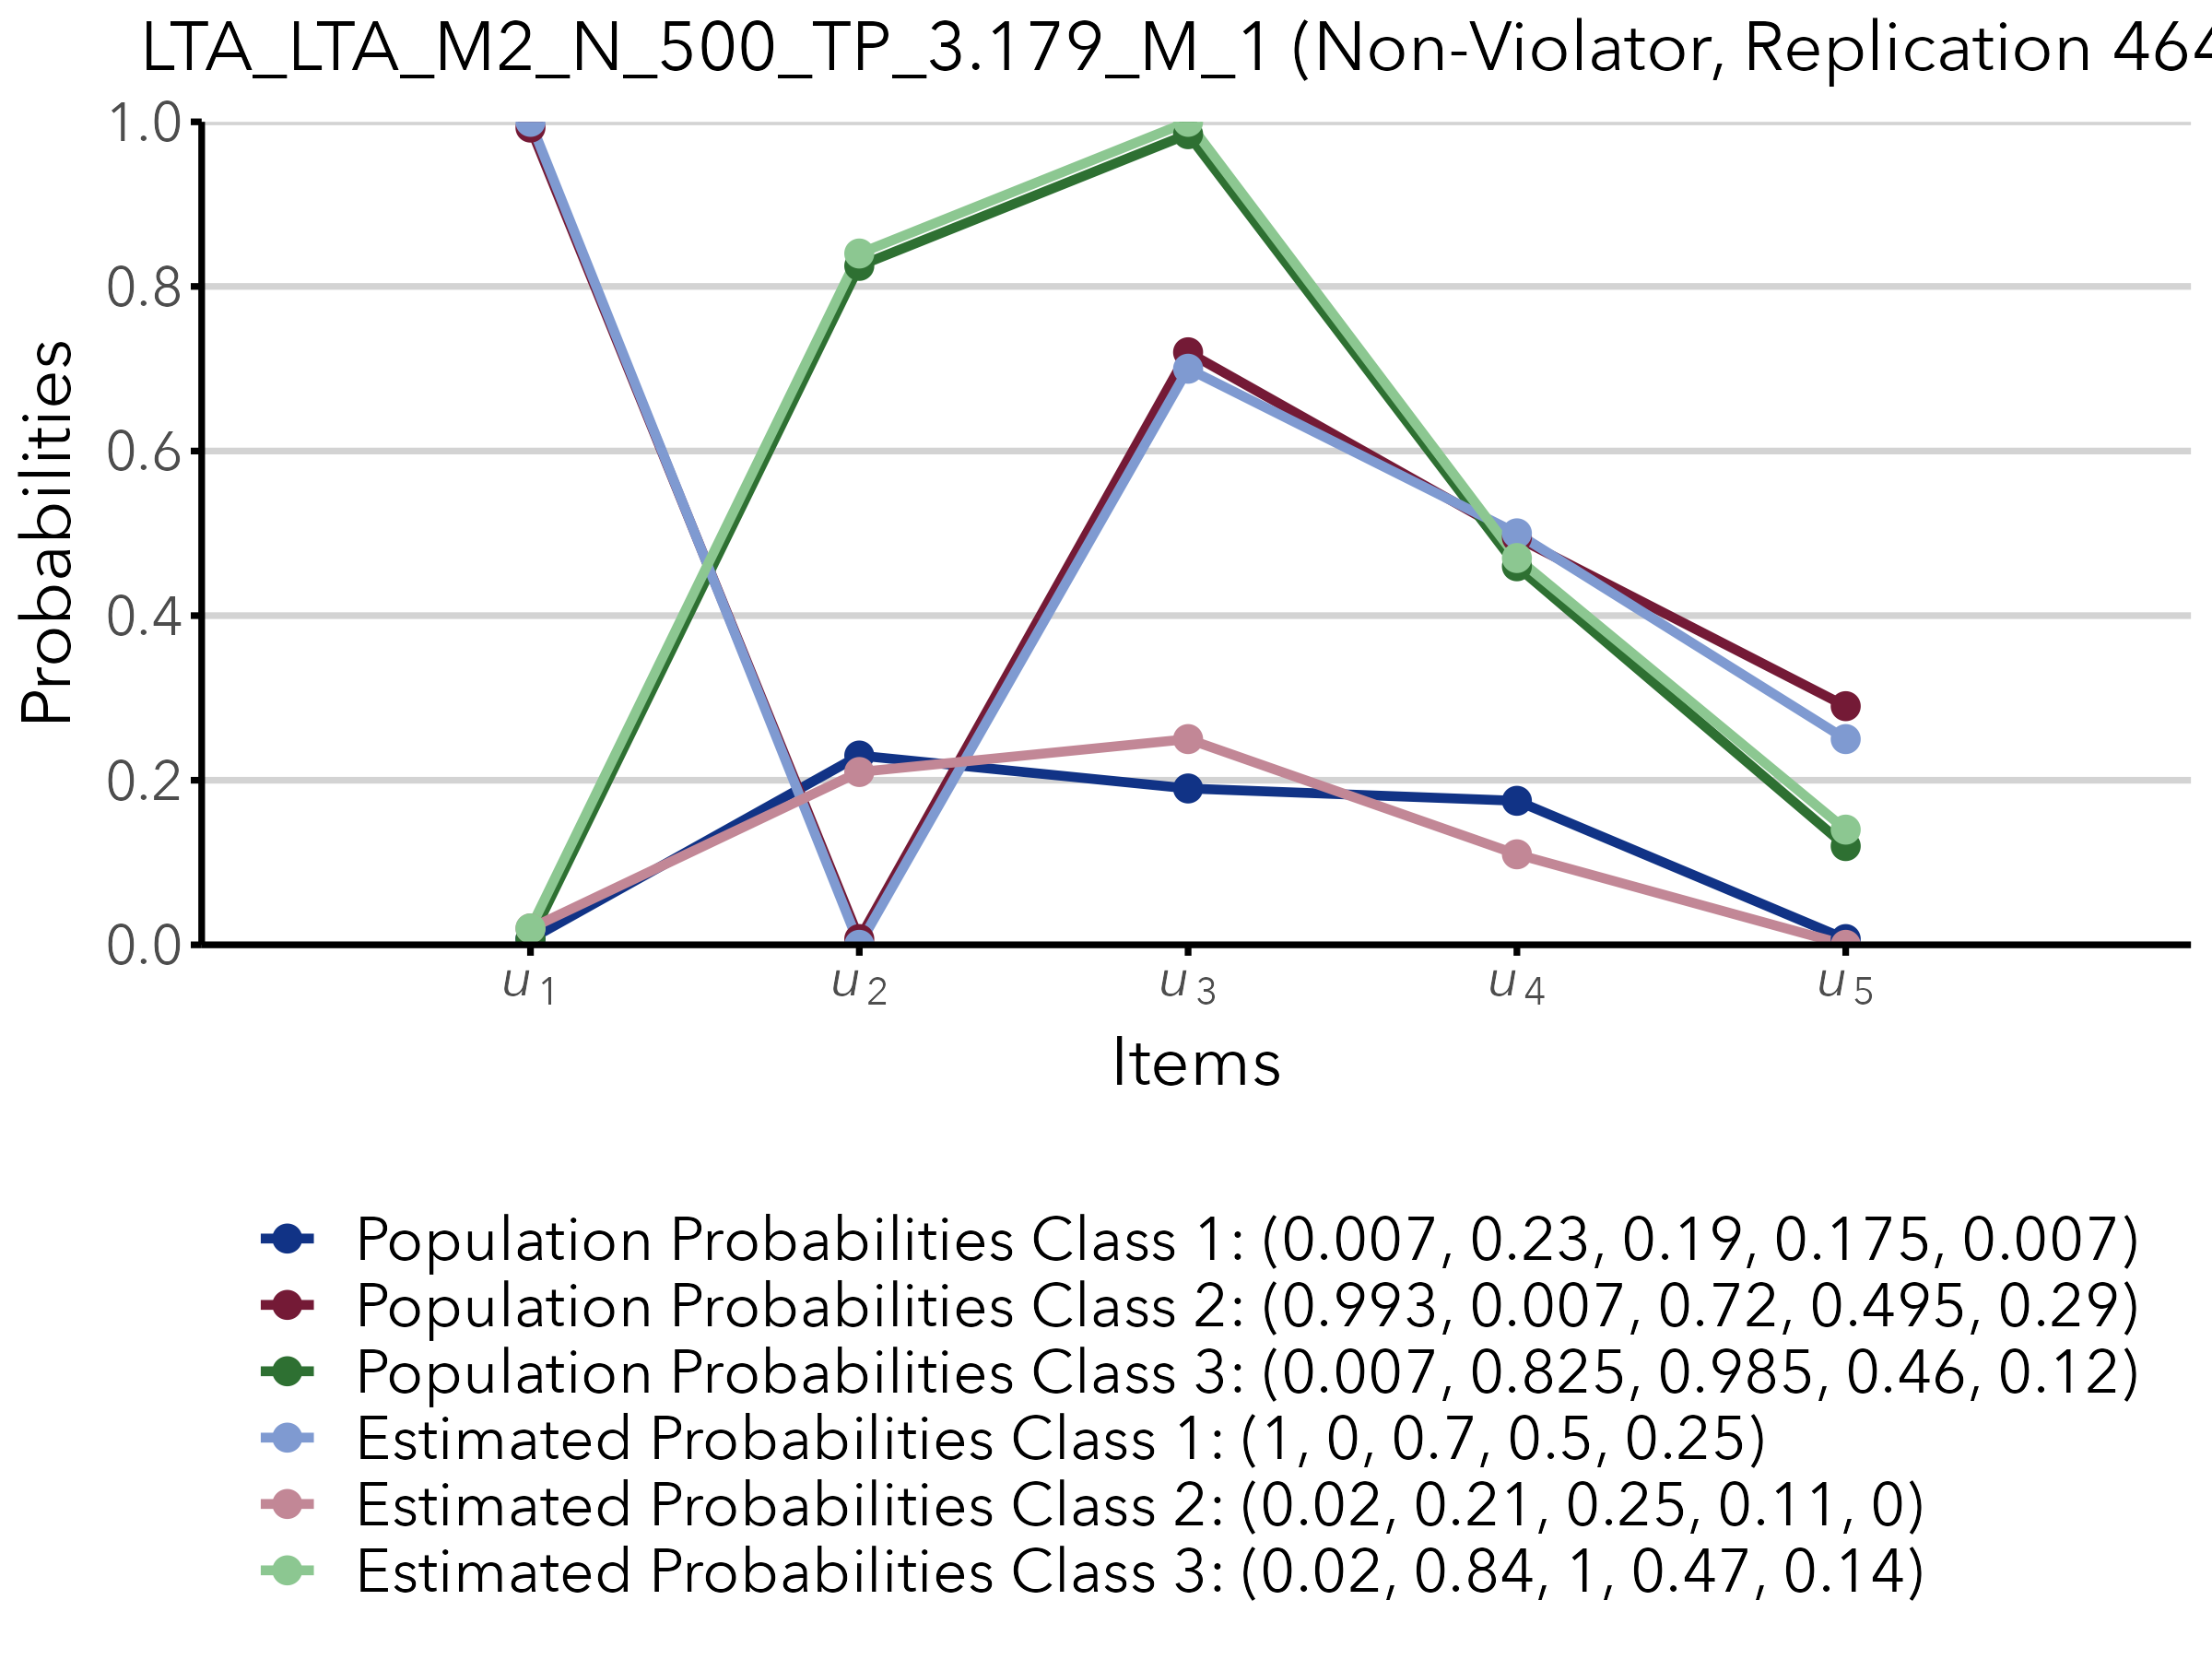 LTA_LTA_M2_N_500_TP_3.179_M_1 (Non-Violator, Replication 464
1.0
0.8
0.6
0.4
0.2
0.0
Probabilities
u1 u2 u3 u4 u5
Items
Population Probabilities Class 1: (0.007, 0.23, 0.19, 0.175, 0.007)
Population Probabilities Class 2: (0.993, 0.007, 0.72, 0.495, 0.29)
Population Probabilities Class 3: (0.007, 0.825, 0.985, 0.46, 0.12)
Estimated Probabilities Class 1: (1, 0, 0.7, 0.5, 0.25)
Estimated Probabilities Class 2: (0.02, 0.21, 0.25, 0.11, 0)
Estimated Probabilities Class 3: (0.02, 0.84, 1, 0.47, 0.14)